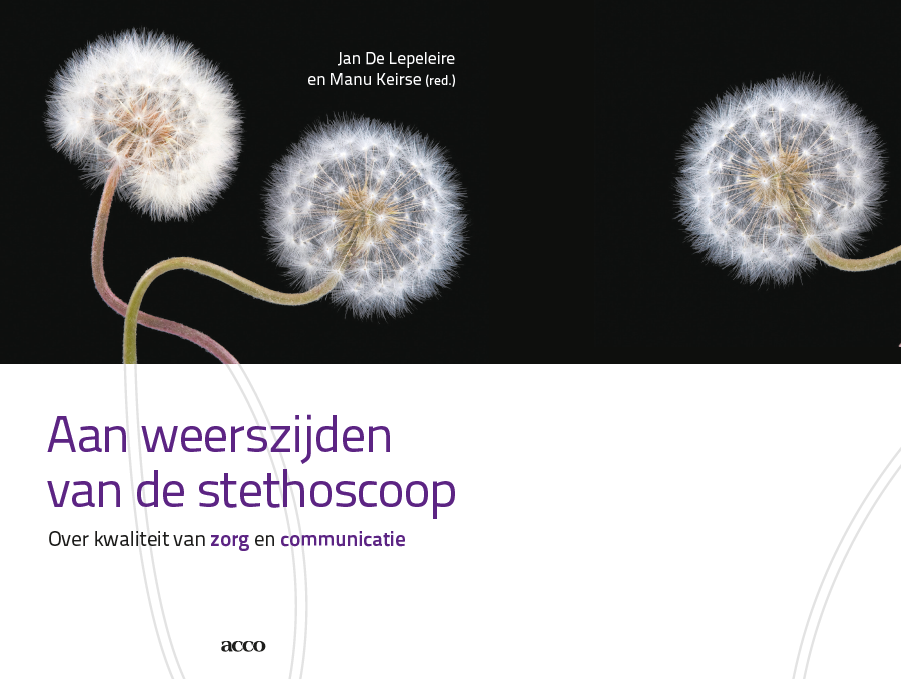 Jan De Lepeleire
en Manu Keirse (red.)
Aan weerszijden
van de stethoscoop
Over kwaliteit van zorg en communicatie
acco